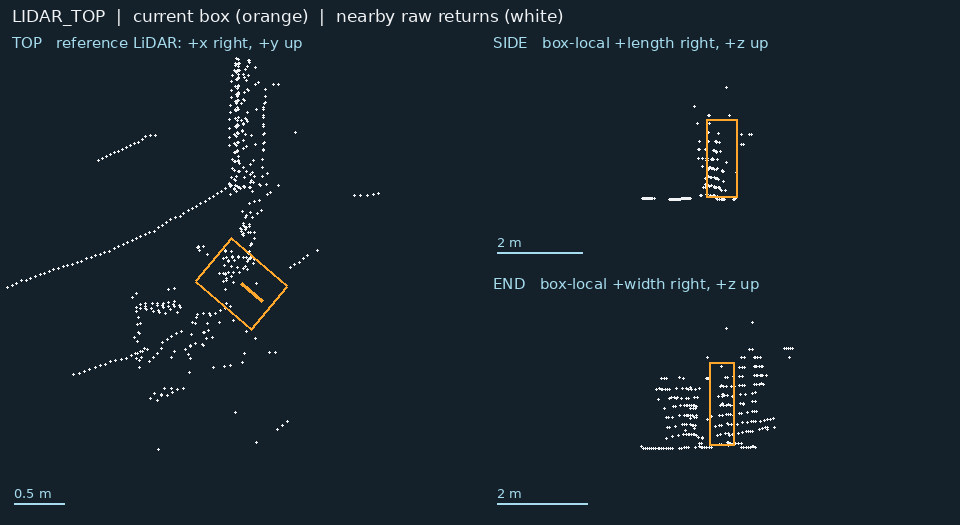 LIDAR_TOP  |  current box (orange)  |  nearby raw returns (white)
TOP   reference LiDAR: +x right, +y up
SIDE   box-local +length right, +z up
2 m
END   box-local +width right, +z up
0.5 m
2 m